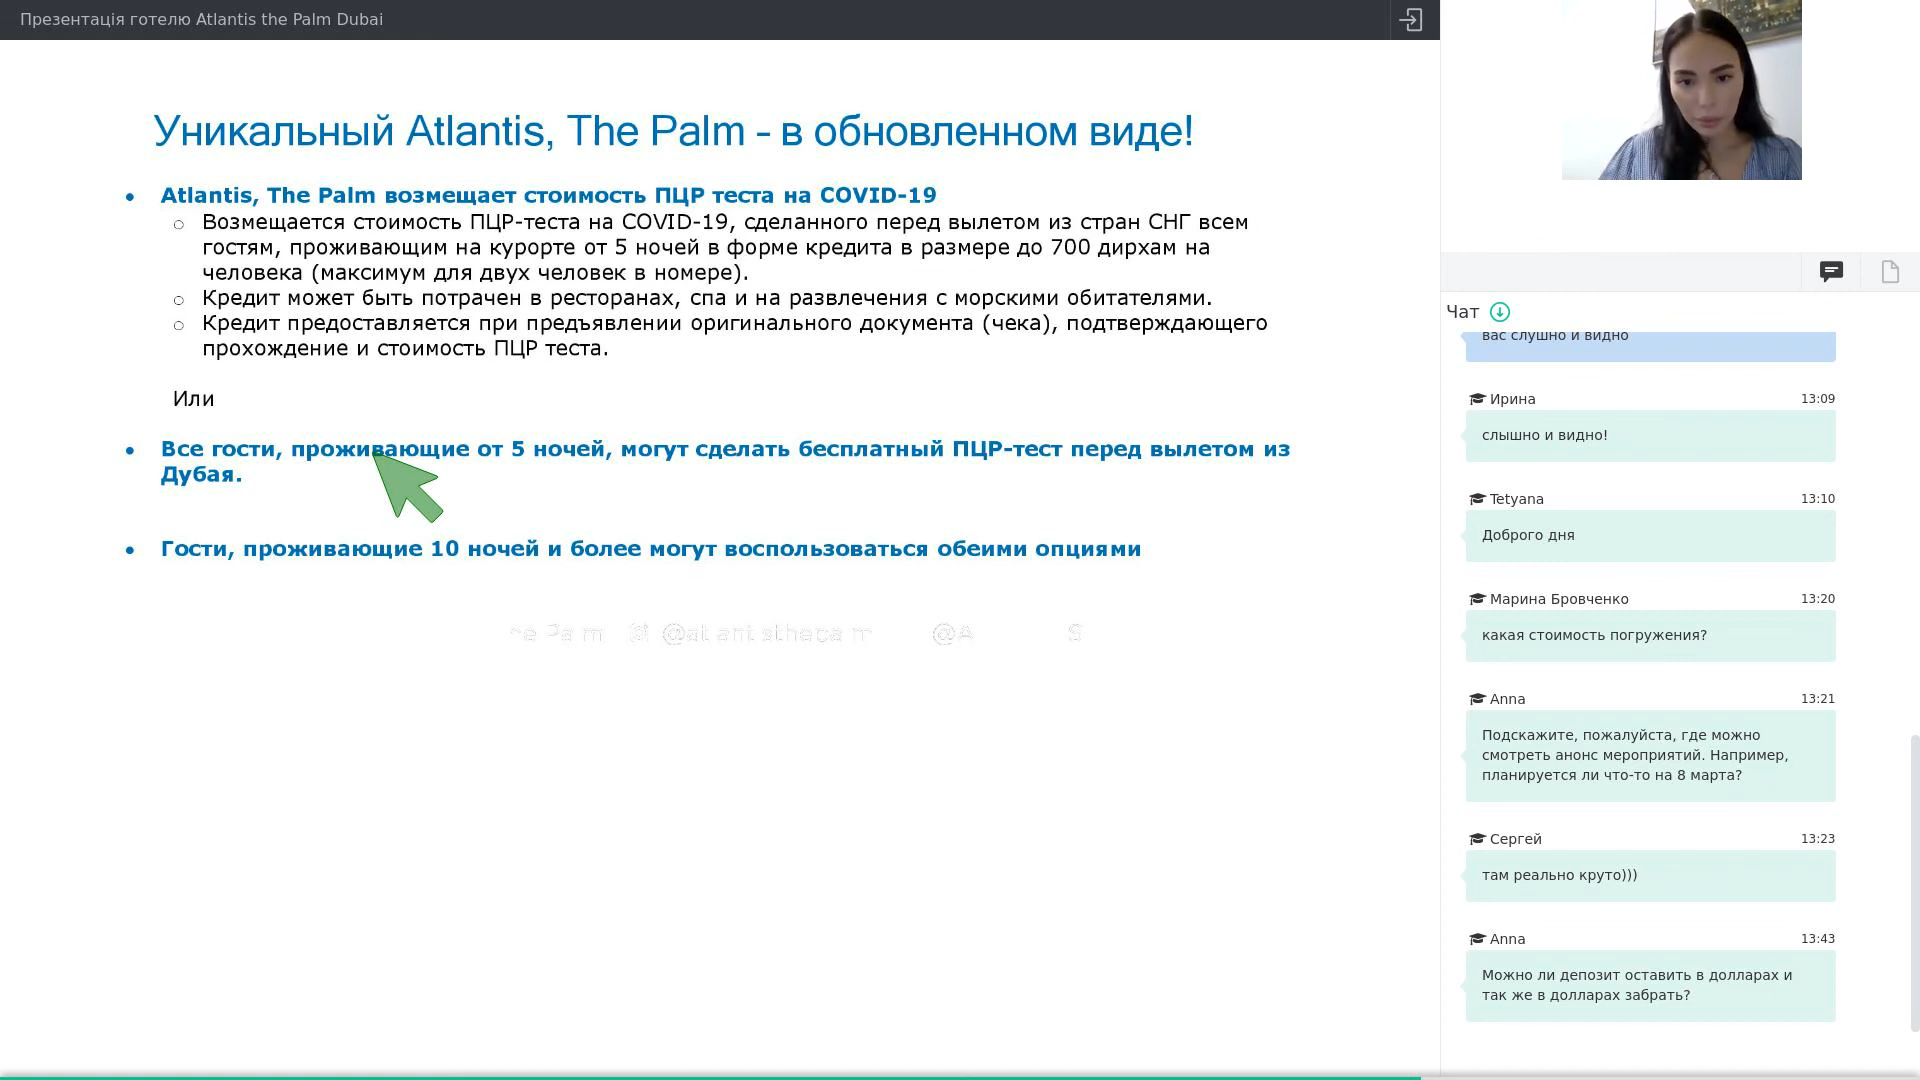 Презентація готелю Atlantis the Palm Dubai
Уникальный Atlantis, The Palm - в обновленном виде!
Atlantis, The Palm возмещает стоимость ПЦР теста на COVID-19
Возмещается стоимость ПЦР-теста на COVID-19, сделанного перед вылетом из стран СНГ всем
гостям, проживающим на курорте от 5 ночей в форме кредита в размере до 700 дирхам на
человека (максимум для двух человек в номере).
Кредит может быть потрачен в ресторанах, спа и на развлечения с морскими обитателями.
Кредит предоставляется при предъявлении оригинального документа (чека), подтверждающего
прохождение и стоимость ПЦР теста.
Или
Все гости, проживающие от 5 ночей, могут сделать бесплатный ПЦР-тест перед вылетом из
Дубая.
Гости, проживающие 10 ночей и более могут воспользоваться обеими опциями
@atlantisthepalm
Чат
вас слушно и видно
Ирина 13:09
слышно и видно!
Tetyana 13:10
Доброго дня
Марина Бровченко 13:20
какая стоимость погружения?
Anna 13:21
Подскажите, пожалуйста, где можно
смотреть анонс мероприятий. Например,
планируется ли что-то на 8 марта?
Сергей 13:23
там реально круто)))
Anna 13:43
Можно ли депозит оставить в долларах и
так же в долларах забрать?